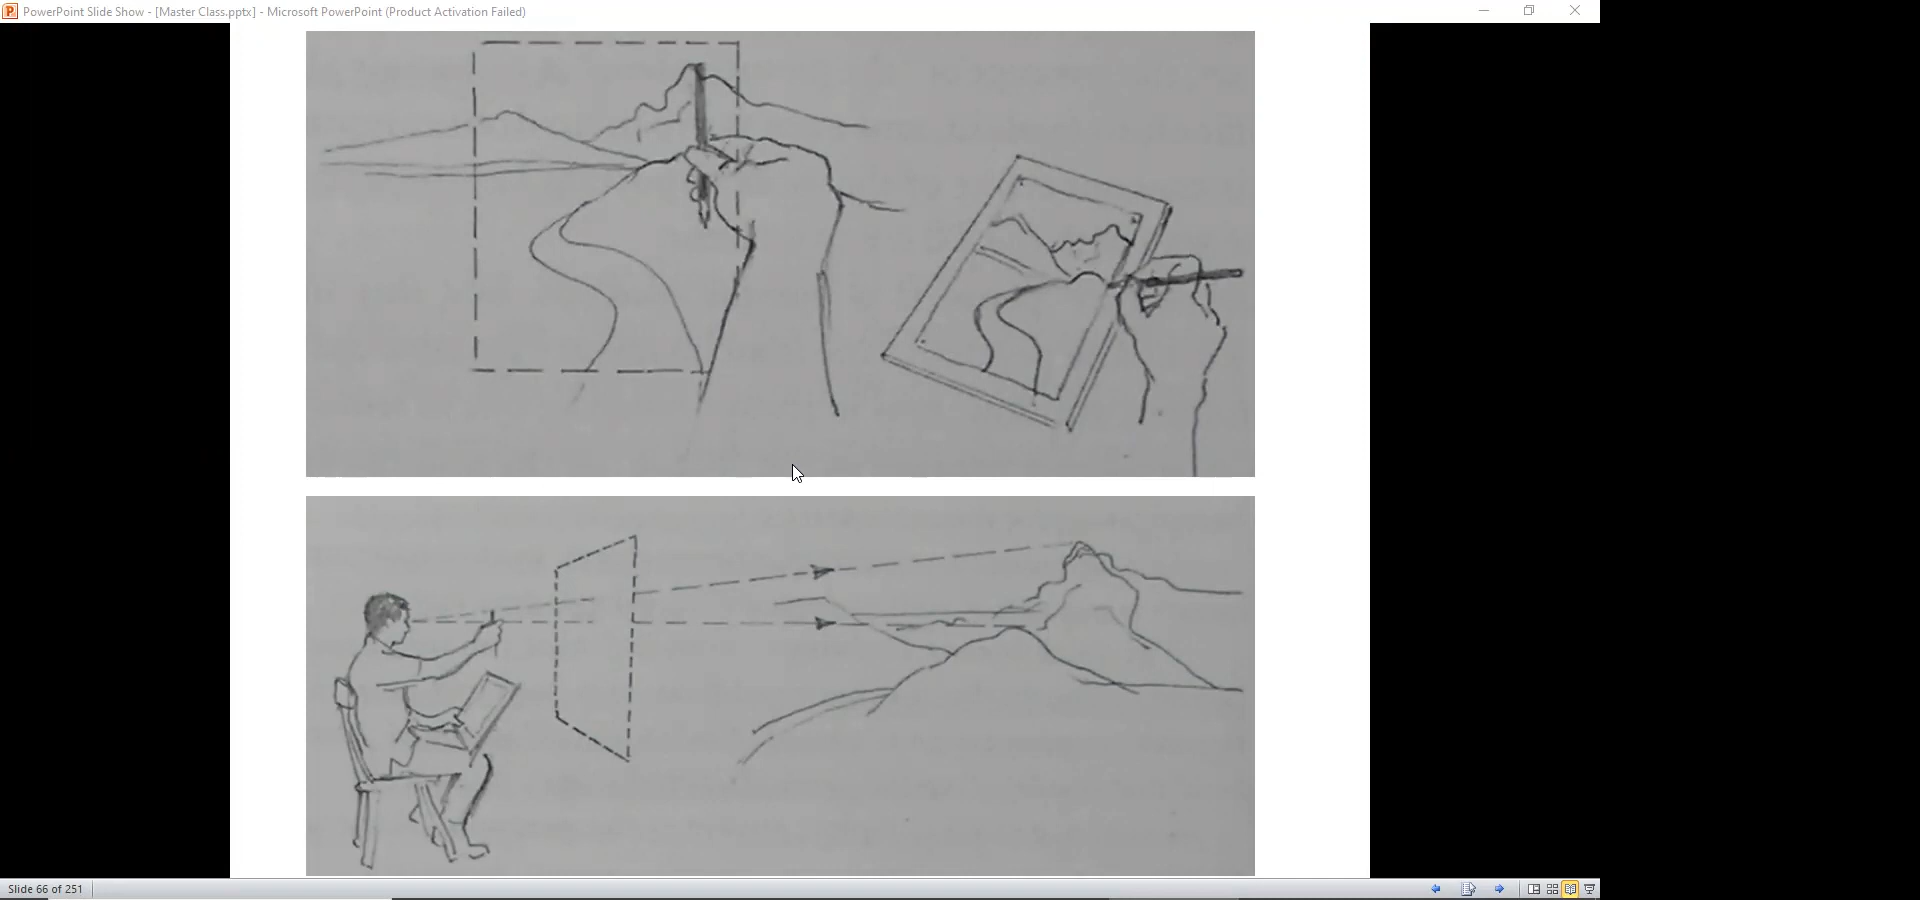 PowerPoint Slide Show - [Master Class.pptx] - Microsoft PowerPoint (Product Activation Failed)
Slide 66 of 251